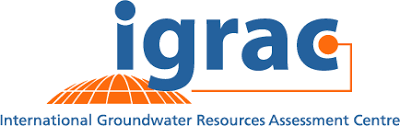 igrac
International Groundwater Resources Assessment Centre